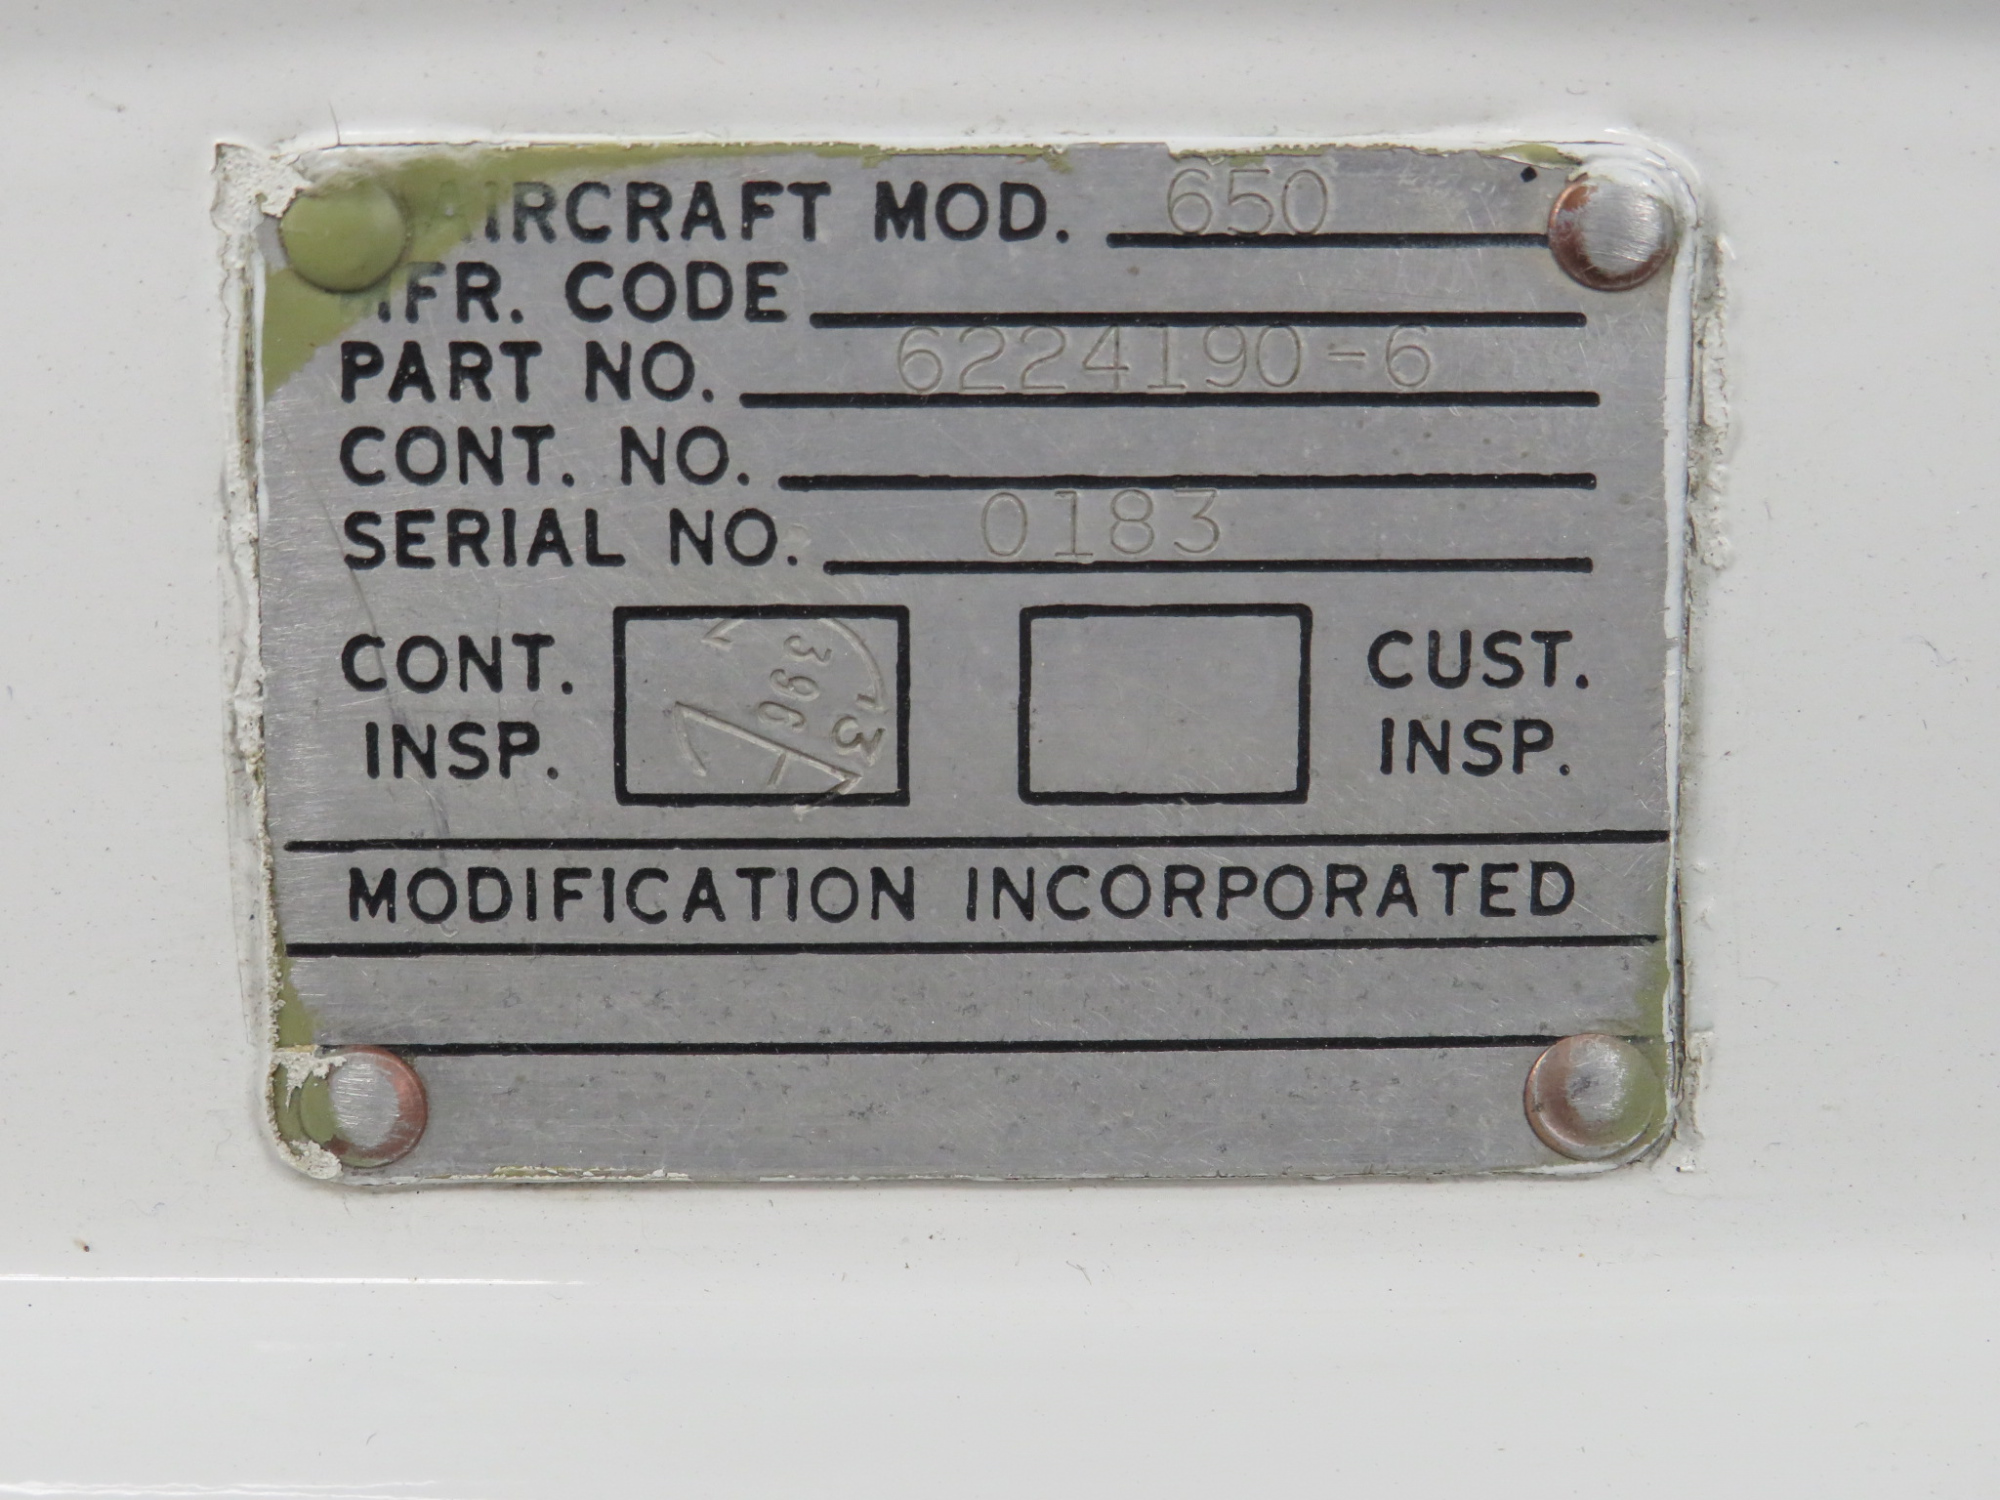 AIRCRAFT MOD. 650
MFR. CODE
PART NO. 6224190-6
CONT. NO.
SERIAL NO. 0183
CONT. INSP.
396
CUST. INSP.
MODIFICATION INCORPORATED